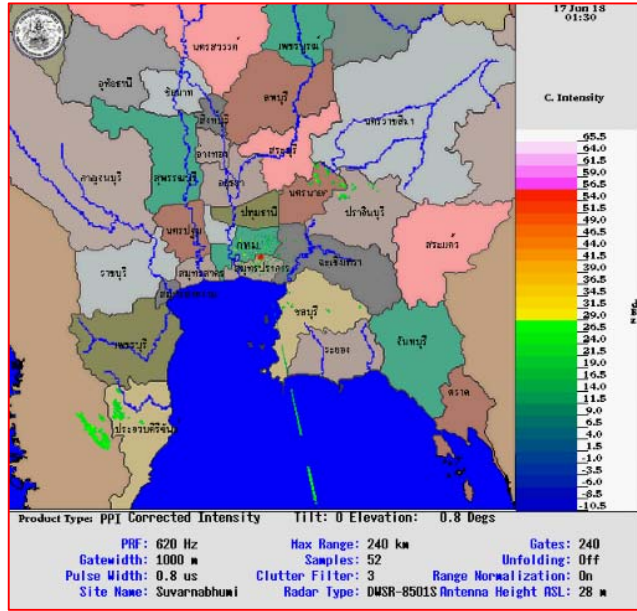 17 Jun 18
01:30
C. Intensity
นครสวรรค์
เพชรบูรณ์
อุทัยธานี
ชัยนาท
ลพบุรี
สิงห์บุรี
นครราชสีมา
อ่างทอง
สระบุรี
กาญจนบุรี
สุพรรณบุรี
อยุธยา
นครนายก
ปราจีนบุรี
ปทุมธานี
นครปฐม
กทม.
สระแก้ว
ราชบุรี
สมุทรสาคร
สมุทรปราการ
ฉะเชิงเทรา
ชลบุรี
เพชรบุรี
ระยอง
จันทบุรี
ตราด
ประจวบคีรีขันธ์
65.5
64.0
61.5
59.0
56.5
54.0
51.5
49.0
46.5
44.0
41.5
39.0
36.5
34.0
31.5
29.0
26.5
24.0
21.5
19.0
16.5
14.0
11.5
9.0
6.5
4.0
1.5
-1.0
-3.5
-6.0
-8.5
-10.5
Product Type: PPI Corrected Intensity Tilt: 0 Elevation: 0.8 Degs
PRF: 620 Hz Max Range: 240 km Gates: 240
Gatewidth: 1000 m Samples: 52 Unfolding: Off
Pulse Width: 0.8 us Clutter Filter: 3 Range Normalization: On
Site Name: Suvarnabhumi Radar Type: DWSR-8501S Antenna Height ASL: 28 m